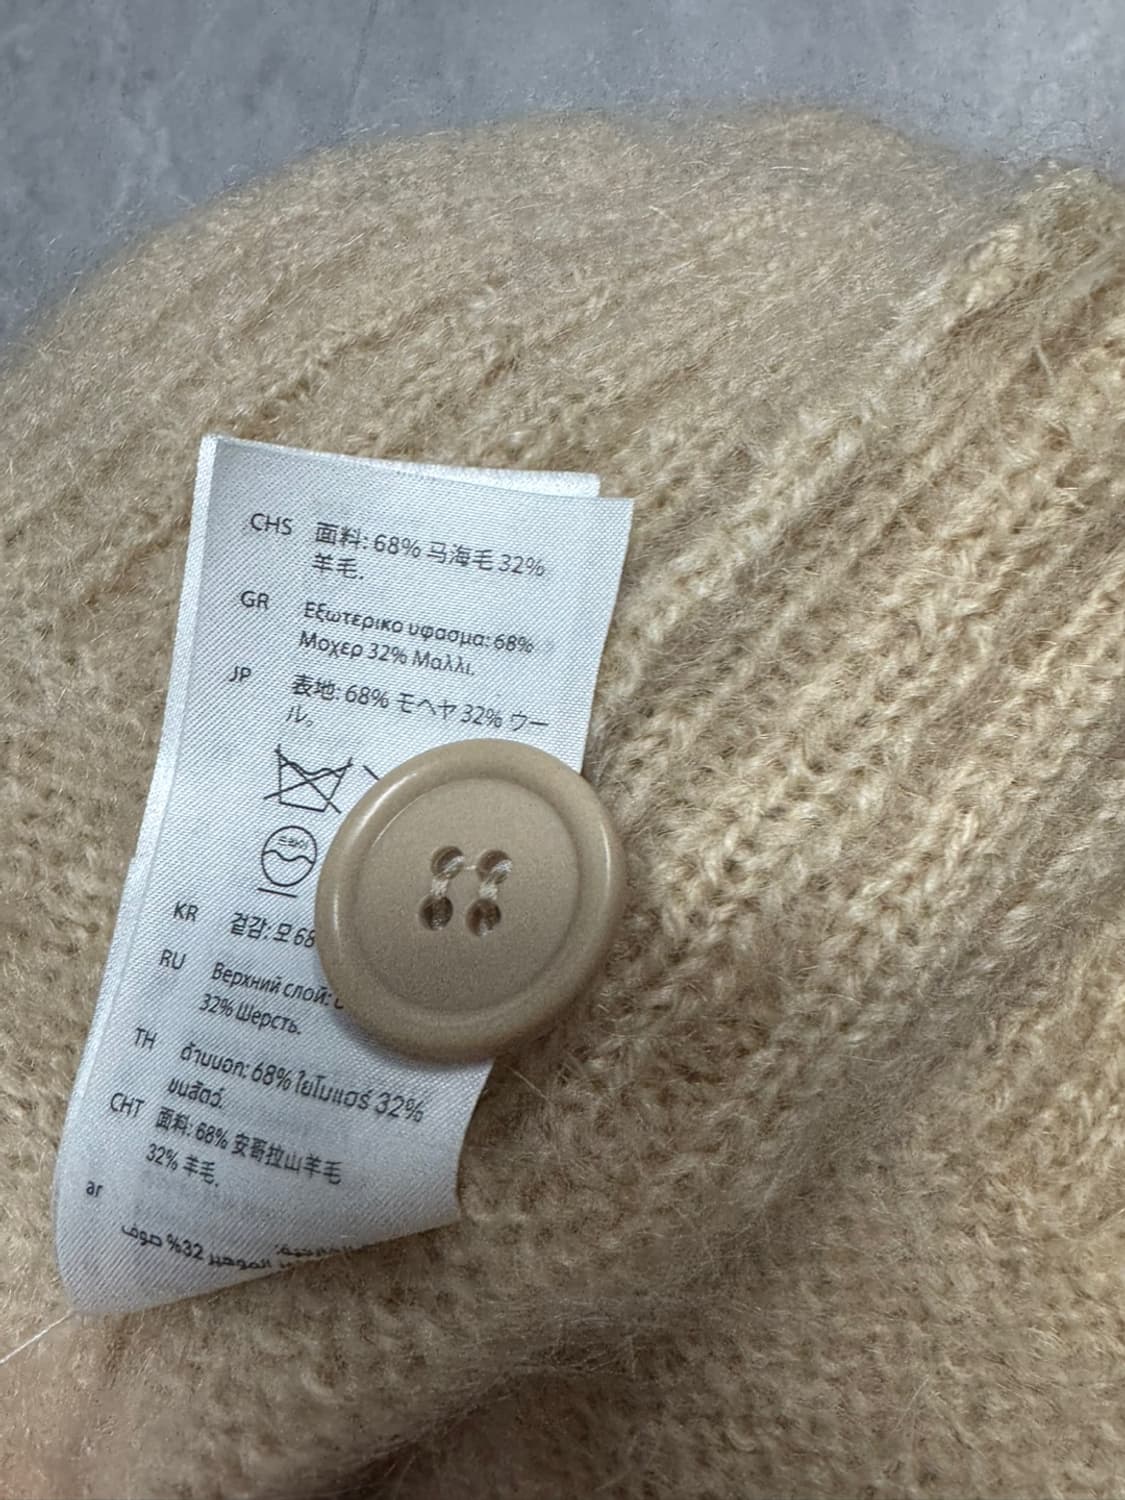 CHS 面料: 68% 马海毛 32%
羊毛.
GR Εξωτερικο υφασμα: 68%
Μοχερ 32% Μαλλι.
JP 表地: 68% モヘヤ 32% ウー
ル。
KR 겉감: 모 68
RU Верхний слой:
32% Шерсть.
TH ด้านนอก: 68% ใยโมแฮร์ 32%
ขนสัตว์.
CHT 面料: 68% 安哥拉山羊毛
32% 羊毛.
ar
الموهير 32% صوف